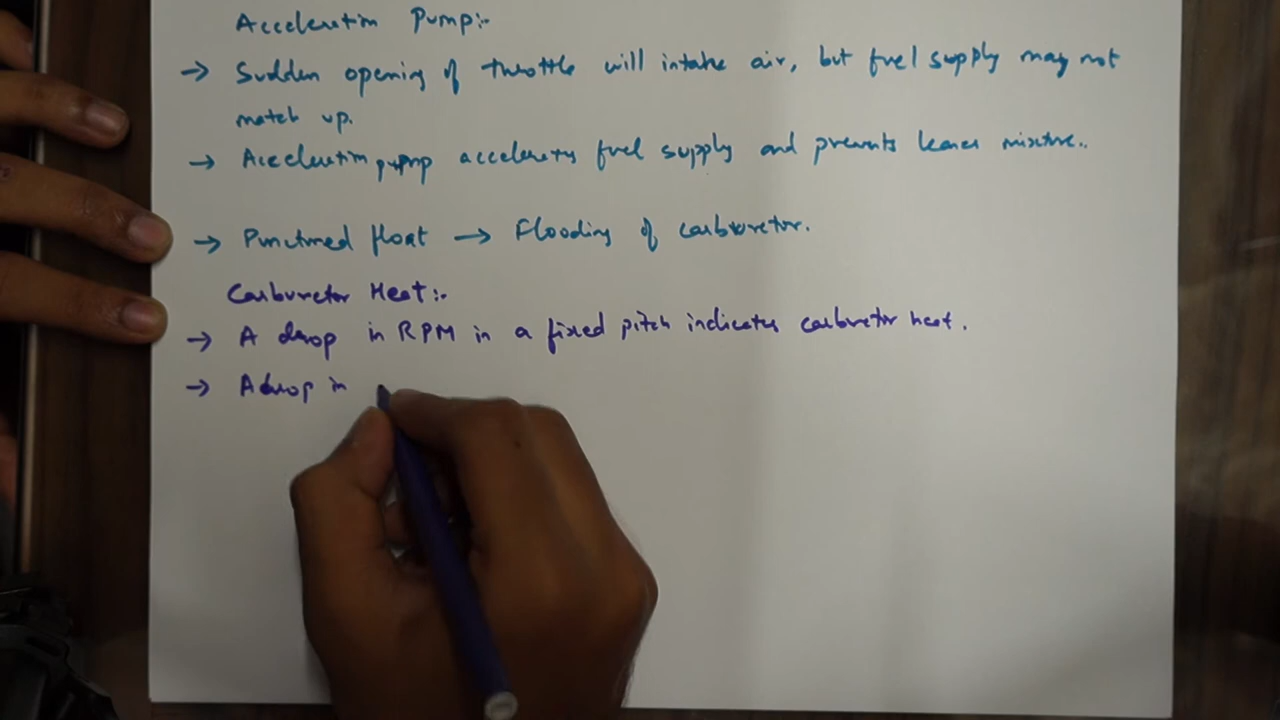 Acceleration Pump:-
→ Sudden opening of throttle will intake air, but fuel supply may not
match up.
→ Acceleration pump accelerates fuel supply and prevents leaner mixture..
→ Punctured float → Flooding of carburetor.
Carburetor Heat:-
→ A drop in RPM in a fixed pitch indicates carburetor heat.
→ A drop in